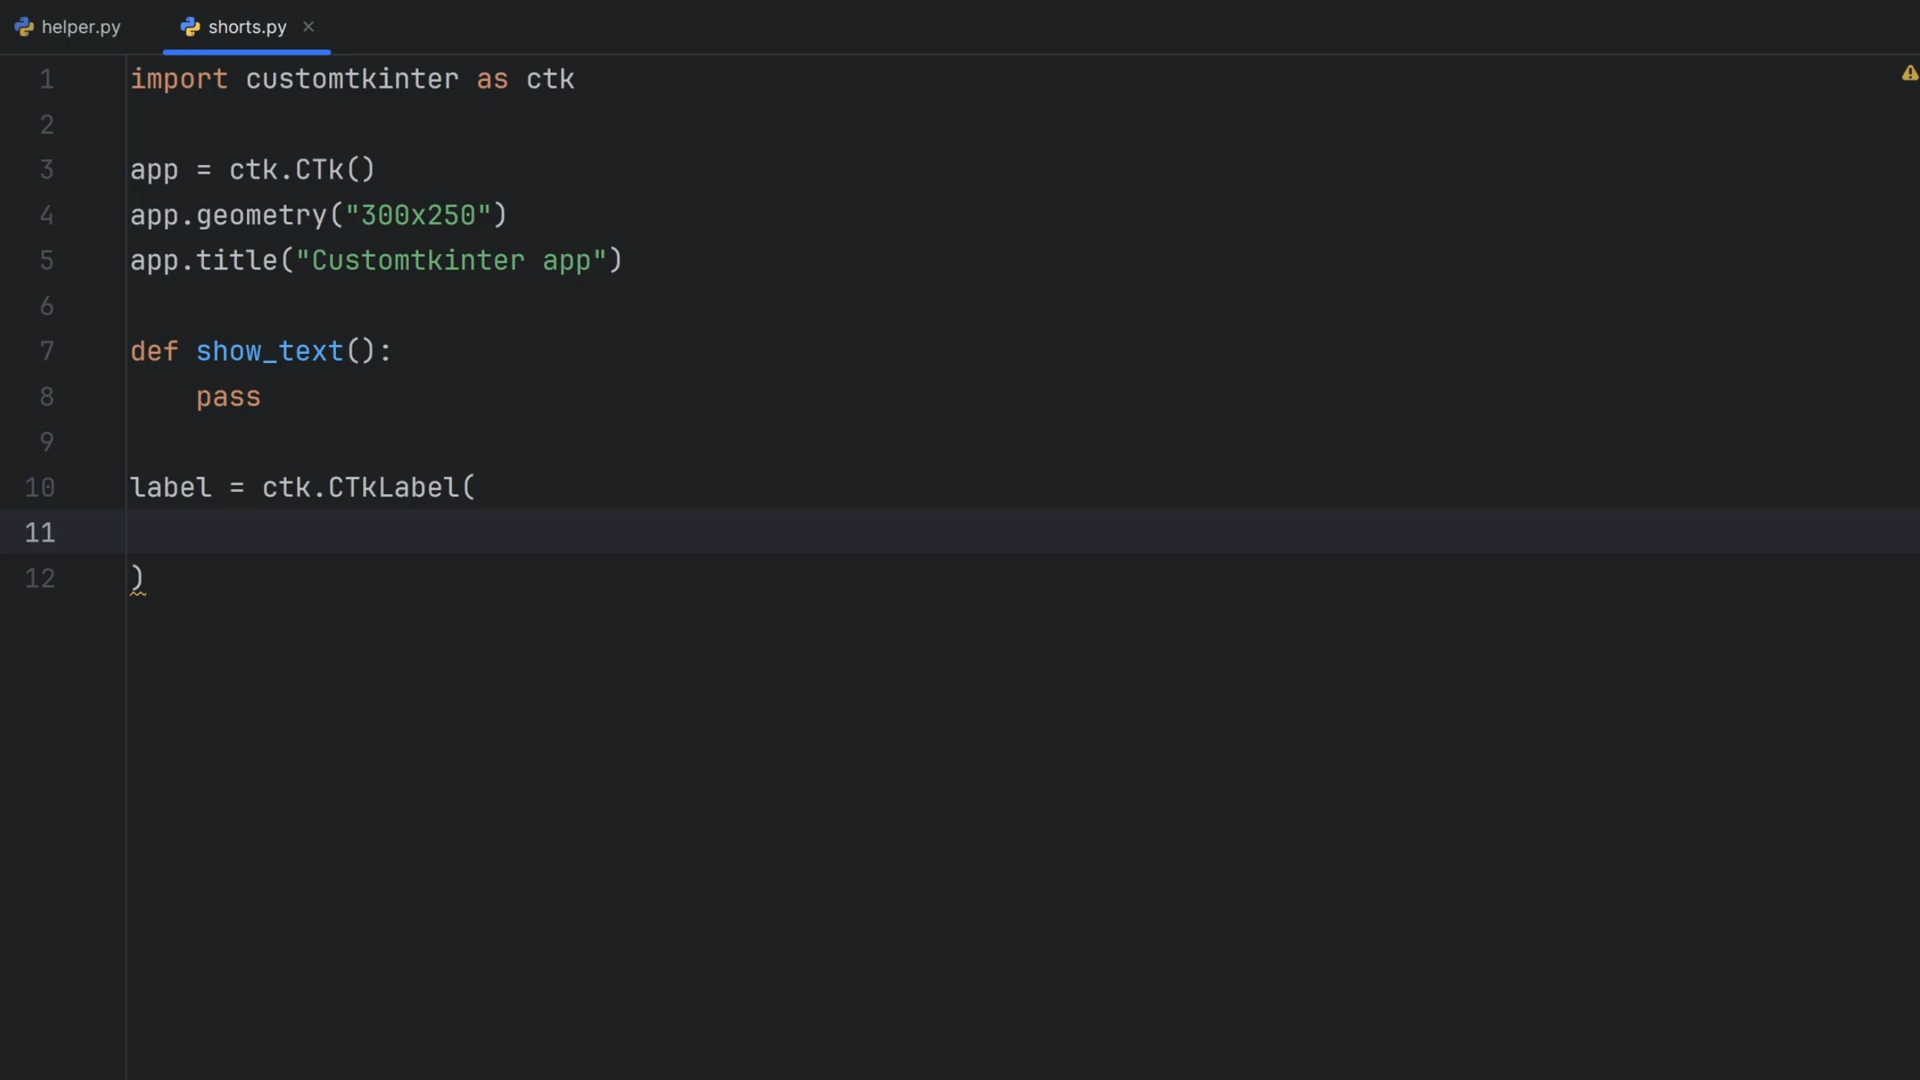 helper.py
shorts.py
1 import customtkinter as ctk
2
3 app = ctk.CTk()
4 app.geometry("300x250")
5 app.title("Customtkinter app")
6
7 def show_text():
8     pass
9
10 label = ctk.CTkLabel(
11
12 )